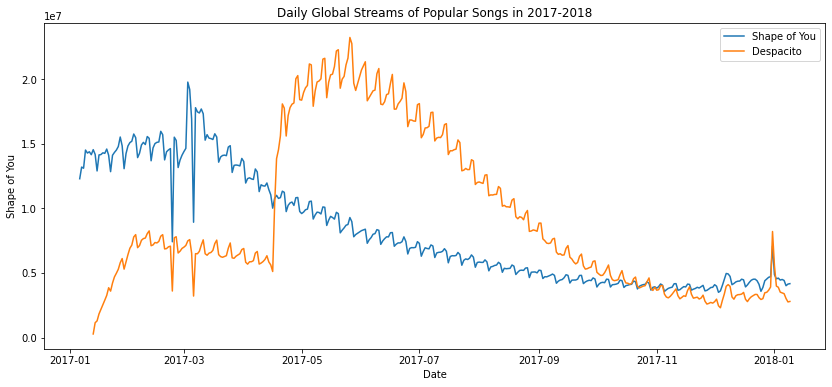 Daily Global Streams of Popular Songs in 2017-2018
1e7
Shape of You
Despacito
2.0
1.5
1.0
0.5
0.0
Shape of You
2017-01
2017-03
2017-05
2017-07
2017-09
2017-11
2018-01
Date